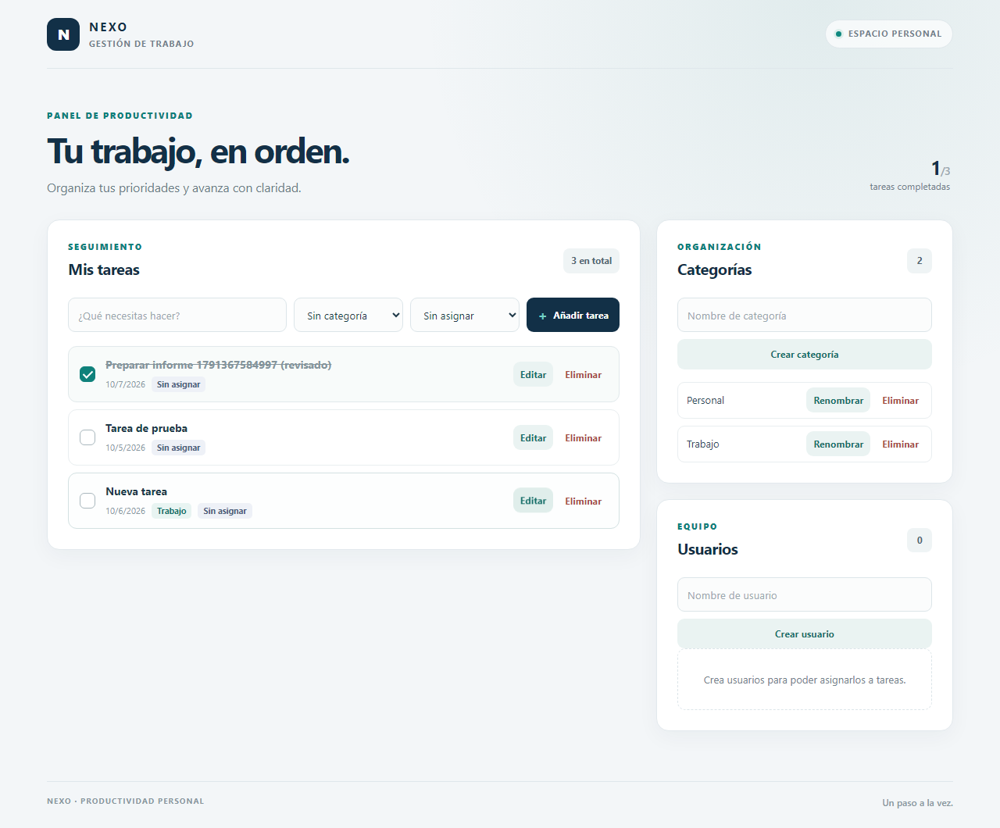 N
NEXO
GESTIÓN DE TRABAJO
ESPACIO PERSONAL
PANEL DE PRODUCTIVIDAD
Tu trabajo, en orden.
Organiza tus prioridades y avanza con claridad.
1/3
tareas completadas
SEGUIMIENTO
Mis tareas
3 en total
¿Qué necesitas hacer?
Sin categoría
Sin asignar
+ Añadir tarea
Preparar informe 1791367584997 (revisado)
10/7/2026 Sin asignar
Editar Eliminar
Tarea de prueba
10/5/2026 Sin asignar
Editar Eliminar
Nueva tarea
10/6/2026 Trabajo Sin asignar
Editar Eliminar
ORGANIZACIÓN
Categorías
2
Nombre de categoría
Crear categoría
Personal Renombrar Eliminar
Trabajo Renombrar Eliminar
EQUIPO
Usuarios
0
Nombre de usuario
Crear usuario
Crea usuarios para poder asignarlos a tareas.
NEXO · PRODUCTIVIDAD PERSONAL
Un paso a la vez.